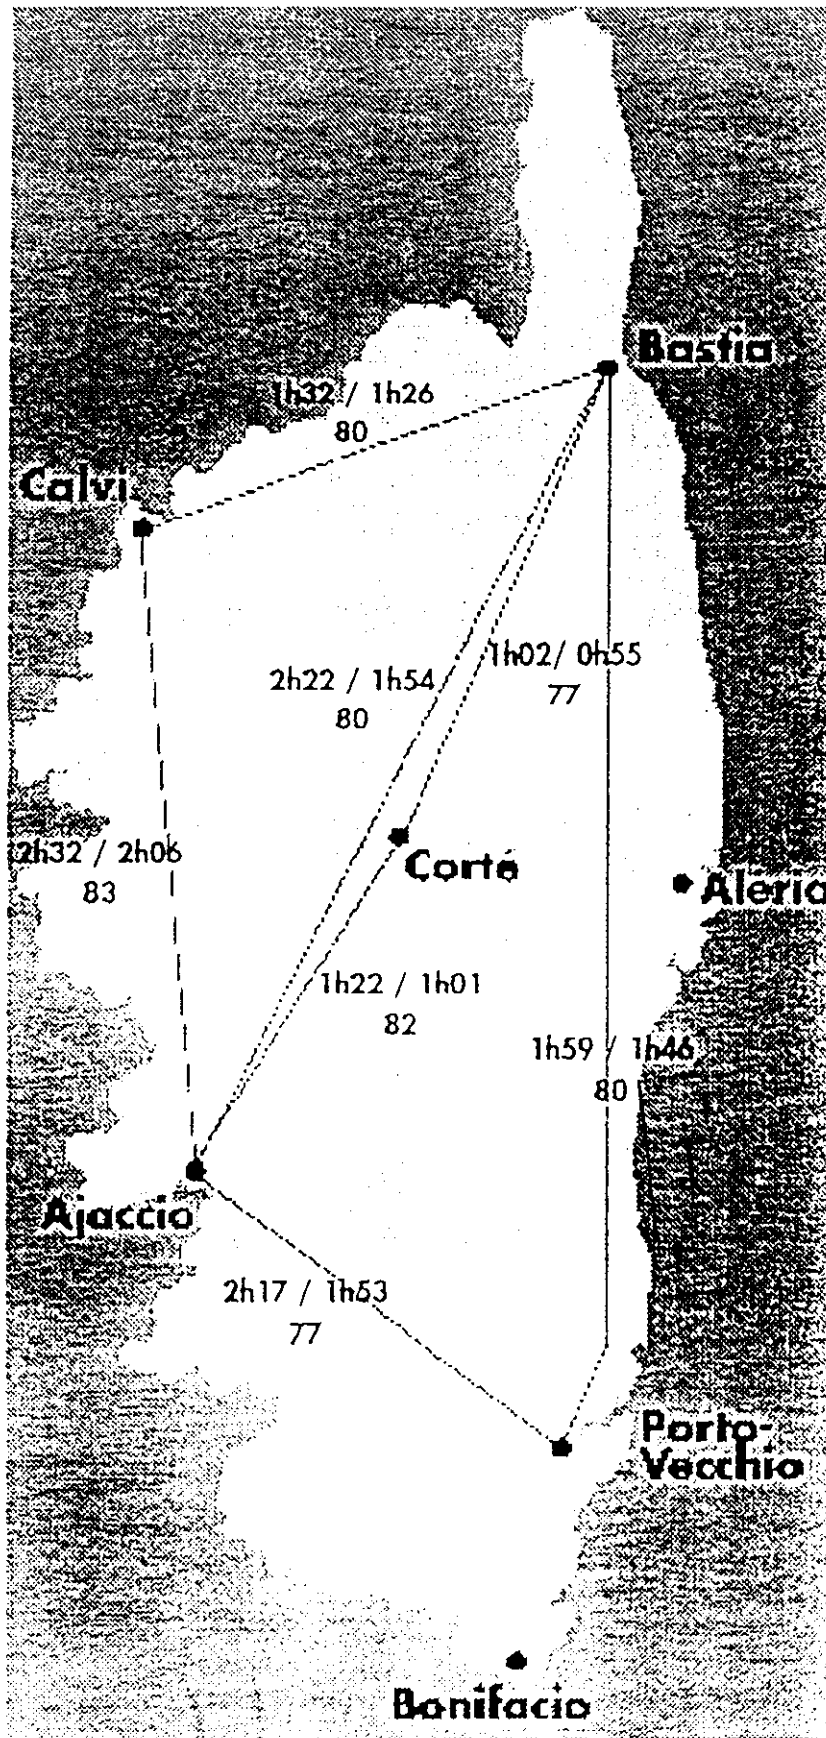 Bastia
1h32 / 1h26
80
Calvi
2h22 / 1h54
80
1h02/ 0h55
77
2h32 / 2h06
83
Corté
Aleria
1h22 / 1h01
82
1h59 / 1h46
80
Ajaccio
2h17 / 1h53
77
Porto-
Vecchio
Bonifacio